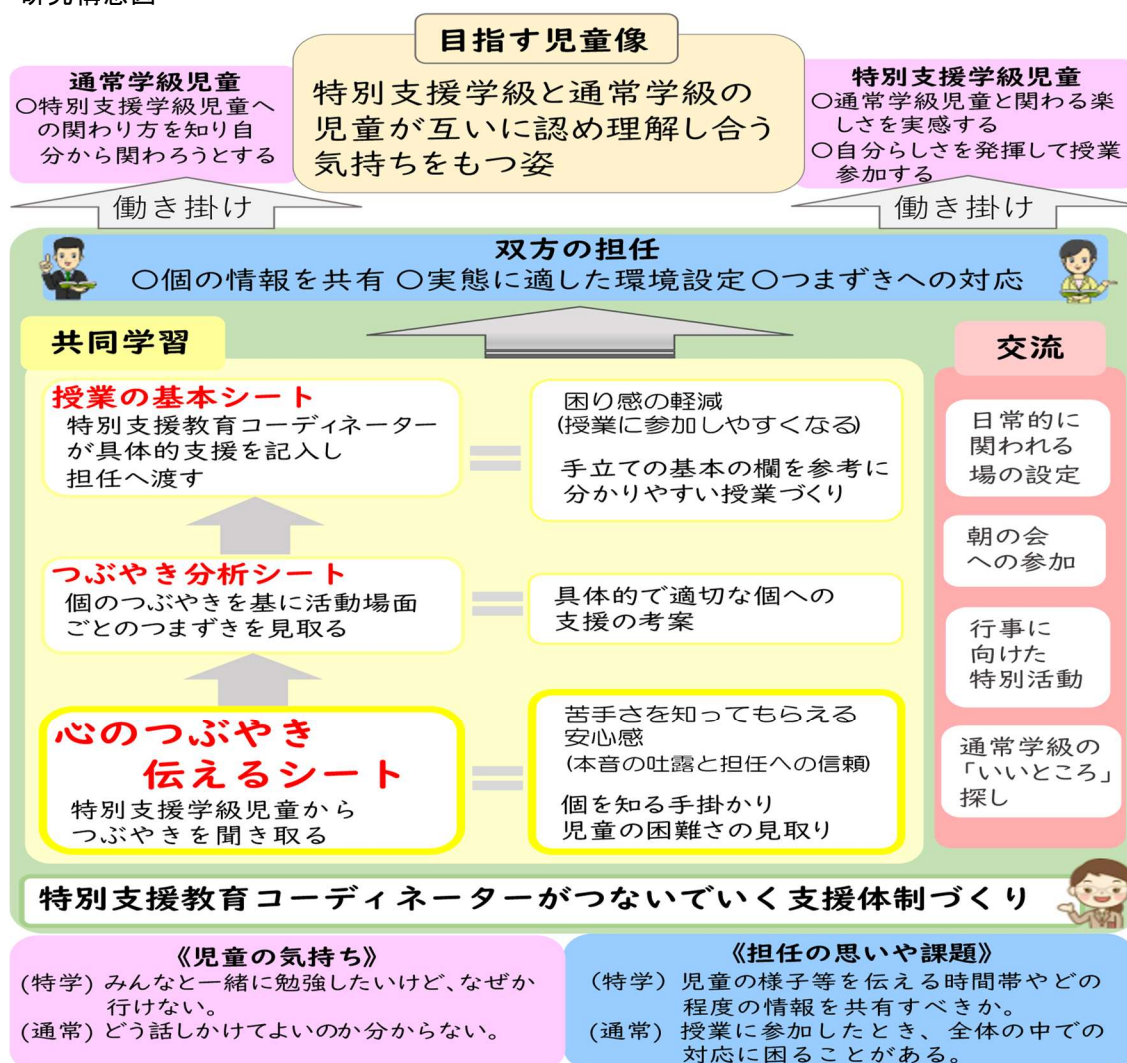 研究構想図
目指す児童像
特別支援学級と通常学級の
児童が互いに認め理解し合う
気持ちをもつ姿
通常学級児童
○特別支援学級児童へ
の関わり方を知り自
分から関わろうとする
特別支援学級児童
○通常学級児童と関わる楽
しさを実感する
○自分らしさを発揮して授業
参加する
働き掛け
働き掛け
双方の担任
○個の情報を共有 ○実態に適した環境設定○つまずきへの対応
共同学習
授業の基本シート
特別支援教育コーディネーター
が具体的支援を記入し
担任へ渡す
困り感の軽減
(授業に参加しやすくなる)
手立ての基本の欄を参考に
分かりやすい授業づくり
つぶやき分析シート
個のつぶやきを基に活動場面
ごとのつまずきを見取る
具体的で適切な個への
支援の考案
心のつぶやき
伝えるシート
特別支援学級児童から
つぶやきを聞き取る
苦手さを知ってもらえる
安心感
(本音の吐露と担任への信頼)
個を知る手掛かり
児童の困難さの見取り
交流
日常的に
関われる
場の設定
朝の会
への参加
行事に
向けた
特別活動
通常学級の
「いいところ」
探し
特別支援教育コーディネーターがつないでいく支援体制づくり
《児童の気持ち》
(特学) みんなと一緒に勉強したいけど、なぜか
行けない。
(通常) どう話しかけてよいのか分からない。
《担任の思いや課題》
(特学) 児童の様子等を伝える時間帯やどの
程度の情報を共有すべきか。
(通常) 授業に参加したとき、全体の中での
対応に困ることがある。